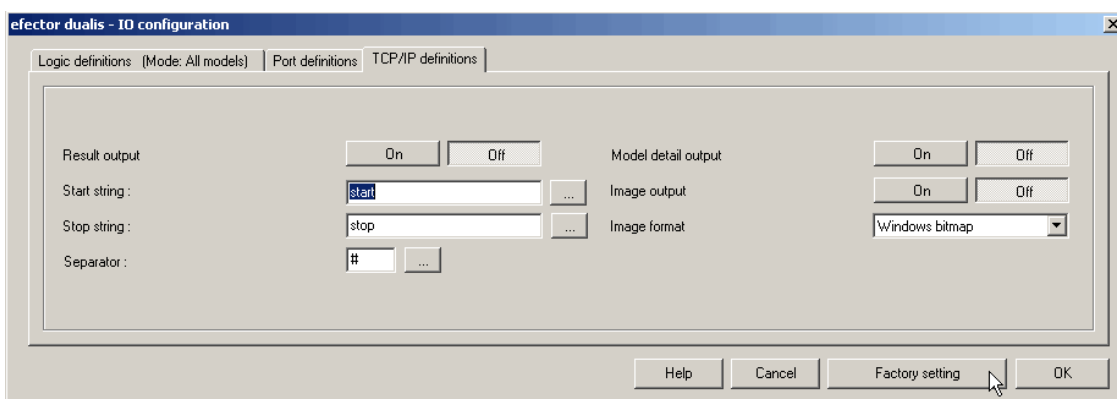 efector dualis - IO configuration
Logic definitions (Mode: All models) Port definitions TCP/IP definitions
Result output On Off Model detail output On Off
Start string : start ... Image output On Off
Stop string : stop ... Image format Windows bitmap
Separator : # ...
Help Cancel Factory setting OK